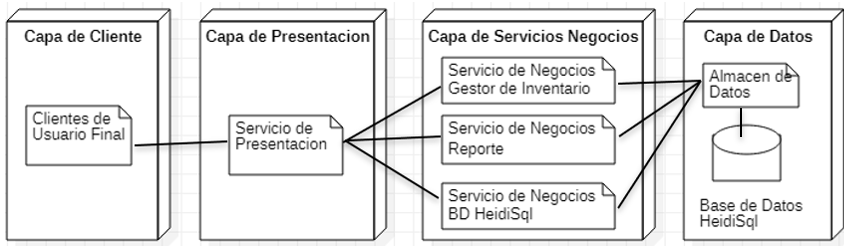 Capa de Cliente
Clientes de
Usuario Final
Capa de Presentacion
Servicio de
Presentacion
Capa de Servicios Negocios
Servicio de Negocios
Gestor de Inventario
Servicio de Negocios
Reporte
Servicio de Negocios
BD HeidiSql
Capa de Datos
Almacen de
Datos
Base de Datos
HeidiSql